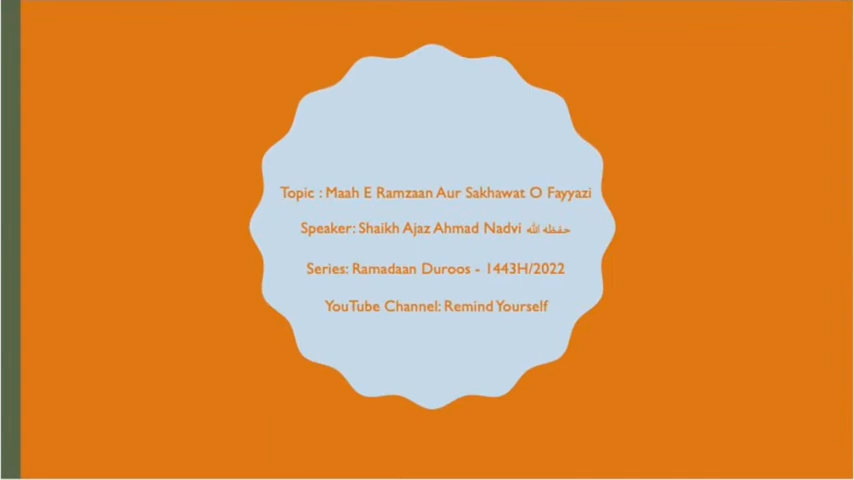 Topic : Maah E Ramzaan Aur Sakhawat O Fayyazi
Speaker: Shaikh Ajaz Ahmad Nadvi حفظه الله
Series: Ramadaan Duroos - 1443H/2022
YouTube Channel: Remind Yourself